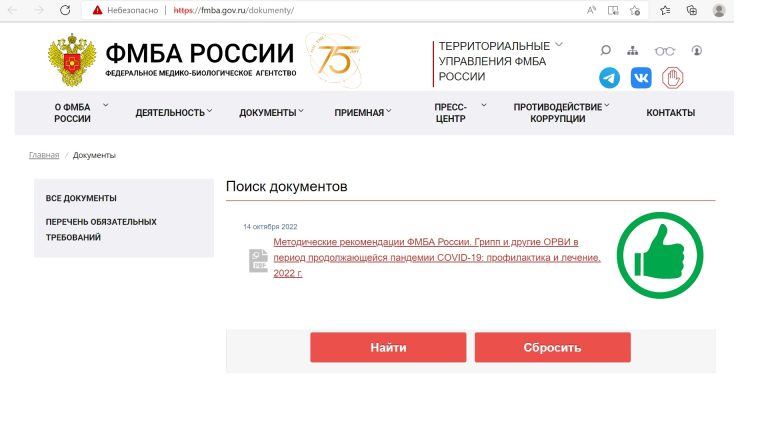 Небезопасно | https://fmba.gov.ru/dokumenty/
ФМБА РОССИИ
ФЕДЕРАЛЬНОЕ МЕДИКО-БИОЛОГИЧЕСКОЕ АГЕНТСТВО
75 ЛЕТ
ТЕРРИТОРИАЛЬНЫЕ
УПРАВЛЕНИЯ ФМБА
РОССИИ
О ФМБА
РОССИИ
ДЕЯТЕЛЬНОСТЬ
ДОКУМЕНТЫ
ПРИЕМНАЯ
ПРЕСС-
ЦЕНТР
ПРОТИВОДЕЙСТВИЕ
КОРРУПЦИИ
КОНТАКТЫ
Главная / Документы
ВСЕ ДОКУМЕНТЫ
ПЕРЕЧЕНЬ ОБЯЗАТЕЛЬНЫХ
ТРЕБОВАНИЙ
Поиск документов
14 октября 2022
PDF
Методические рекомендации ФМБА России. Грипп и другие ОРВИ в
период продолжающейся пандемии COVID-19: профилактика и лечение.
2022 г.
Найти
Сбросить